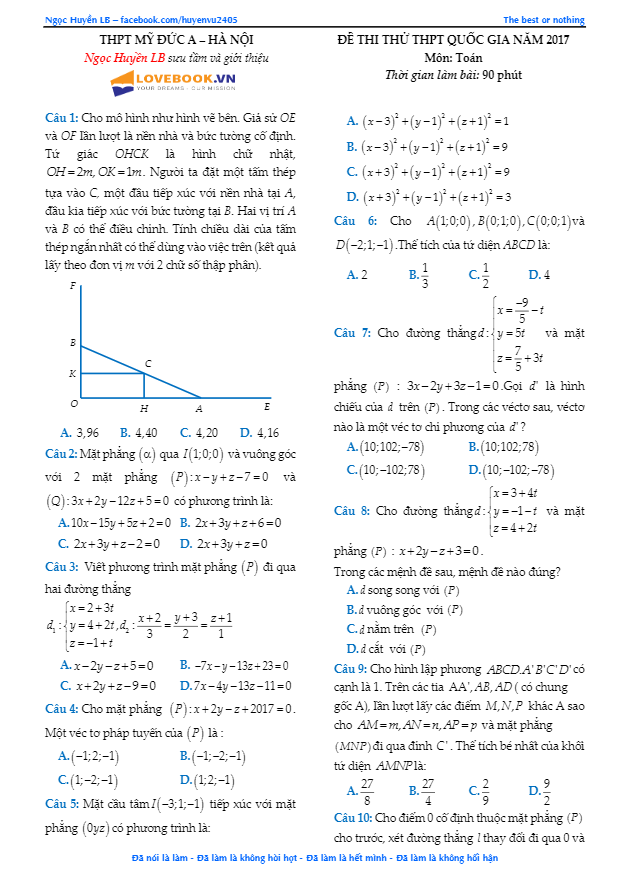 Ngọc Huyền LB – facebook.com/huyenvu2405
The best or nothing
THPT MỸ ĐỨC A – HÀ NỘI
Ngọc Huyền LB sưu tầm và giới thiệu
LOVEBOOK.VN
YOUR DREAMS - OUR MISSION
ĐỀ THI THỬ THPT QUỐC GIA NĂM 2017
Môn: Toán
Thời gian làm bài: 90 phút
Câu 1: Cho mô hình như hình vẽ bên. Giả sử OE
và OF lần lượt là nền nhà và bức tường cố định.
Tứ giác OHCK là hình chữ nhật,
OH = 2m, OK = 1m. Người ta đặt một tấm thép
tựa vào C, một đầu tiếp xúc với nền nhà tại A,
đầu kia tiếp xúc với bức tường tại B. Hai vị trí A
và B có thể điều chỉnh. Tính chiều dài của tấm
thép ngắn nhất có thể dùng vào việc trên (kết quả
lấy theo đơn vị m với 2 chữ số thập phân).
F
B
K
C
O
H
A
E
A. 3,96 B. 4,40 C. 4,20 D. 4,16
Câu 2: Mặt phẳng (α) qua I(1;0;0) và vuông góc
với 2 mặt phẳng (P): x − y + z − 7 = 0 và
(Q): 3x + 2y − 12z + 5 = 0 có phương trình là:
A. 10x − 15y + 5z + 2 = 0 B. 2x + 3y + z + 6 = 0
C. 2x + 3y + z − 2 = 0 D. 2x + 3y + z = 0
Câu 3: Viết phương trình mặt phẳng (P) đi qua
hai đường thẳng
d₁: { x = 2 + 3t
y = 4 + 2t
z = −1 + t , d₂: (x+2)/3 = (y+3)/2 = (z+1)/1
A. x − 2y − z + 5 = 0 B. −7x − y − 13z + 23 = 0
C. x + 2y + z − 9 = 0 D. 7x − 4y − 13z − 11 = 0
Câu 4: Cho mặt phẳng (P): x + 2y − z + 2017 = 0.
Một véc tơ pháp tuyến của (P) là :
A. (−1;2;−1) B. (−1;−2;−1)
C. (1;−2;−1) D. (1;2;−1)
Câu 5: Mặt cầu tâm I(−3;1;−1) tiếp xúc với mặt
phẳng (0yz) có phương trình là:
A. (x−3)² + (y−1)² + (z+1)² = 1
B. (x−3)² + (y−1)² + (z+1)² = 9
C. (x+3)² + (y−1)² + (z+1)² = 9
D. (x+3)² + (y−1)² + (z+1)² = 3
Câu 6: Cho A(1;0;0), B(0;1;0), C(0;0;1) và
D(−2;1;−1).Thể tích của tứ diện ABCD là:
A. 2 B. 1/3 C. 1/2 D. 4
Câu 7: Cho đường thẳng d: { x = −9/5 − t
y = 5t
z = 7/5 + 3t và mặt
phẳng (P) : 3x − 2y + 3z − 1 = 0.Gọi d' là hình
chiếu của d trên (P). Trong các véctơ sau, véctơ
nào là một véc tơ chỉ phương của d'?
A. (10;102;−78) B. (10;102;78)
C. (10;−102;78) D. (10;−102;−78)
Câu 8: Cho đường thẳng d: { x = 3 + 4t
y = −1 − t
z = 4 + 2t và mặt
phẳng (P) : x + 2y − z + 3 = 0.
Trong các mệnh đề sau, mệnh đề nào đúng?
A. d song song với (P)
B. d vuông góc với (P)
C. d nằm trên (P)
D. d cắt với (P)
Câu 9: Cho hình lập phương ABCD.A'B'C'D' có
cạnh là 1. Trên các tia AA', AB, AD ( có chung
gốc A), lần lượt lấy các điểm M, N, P khác A sao
cho AM = m, AN = n, AP = p và mặt phẳng
(MNP) đi qua đỉnh C'. Thể tích bé nhất của khối
tứ diện AMNP là:
A. 27/8 B. 27/4 C. 2/9 D. 9/2
Câu 10: Cho điểm 0 cố định thuộc mặt phẳng (P)
cho trước, xét đường thẳng l thay đổi đi qua 0 và
Đã nói là làm - Đã làm là không hời hợt - Đã làm là hết mình - Đã làm là không hối hận